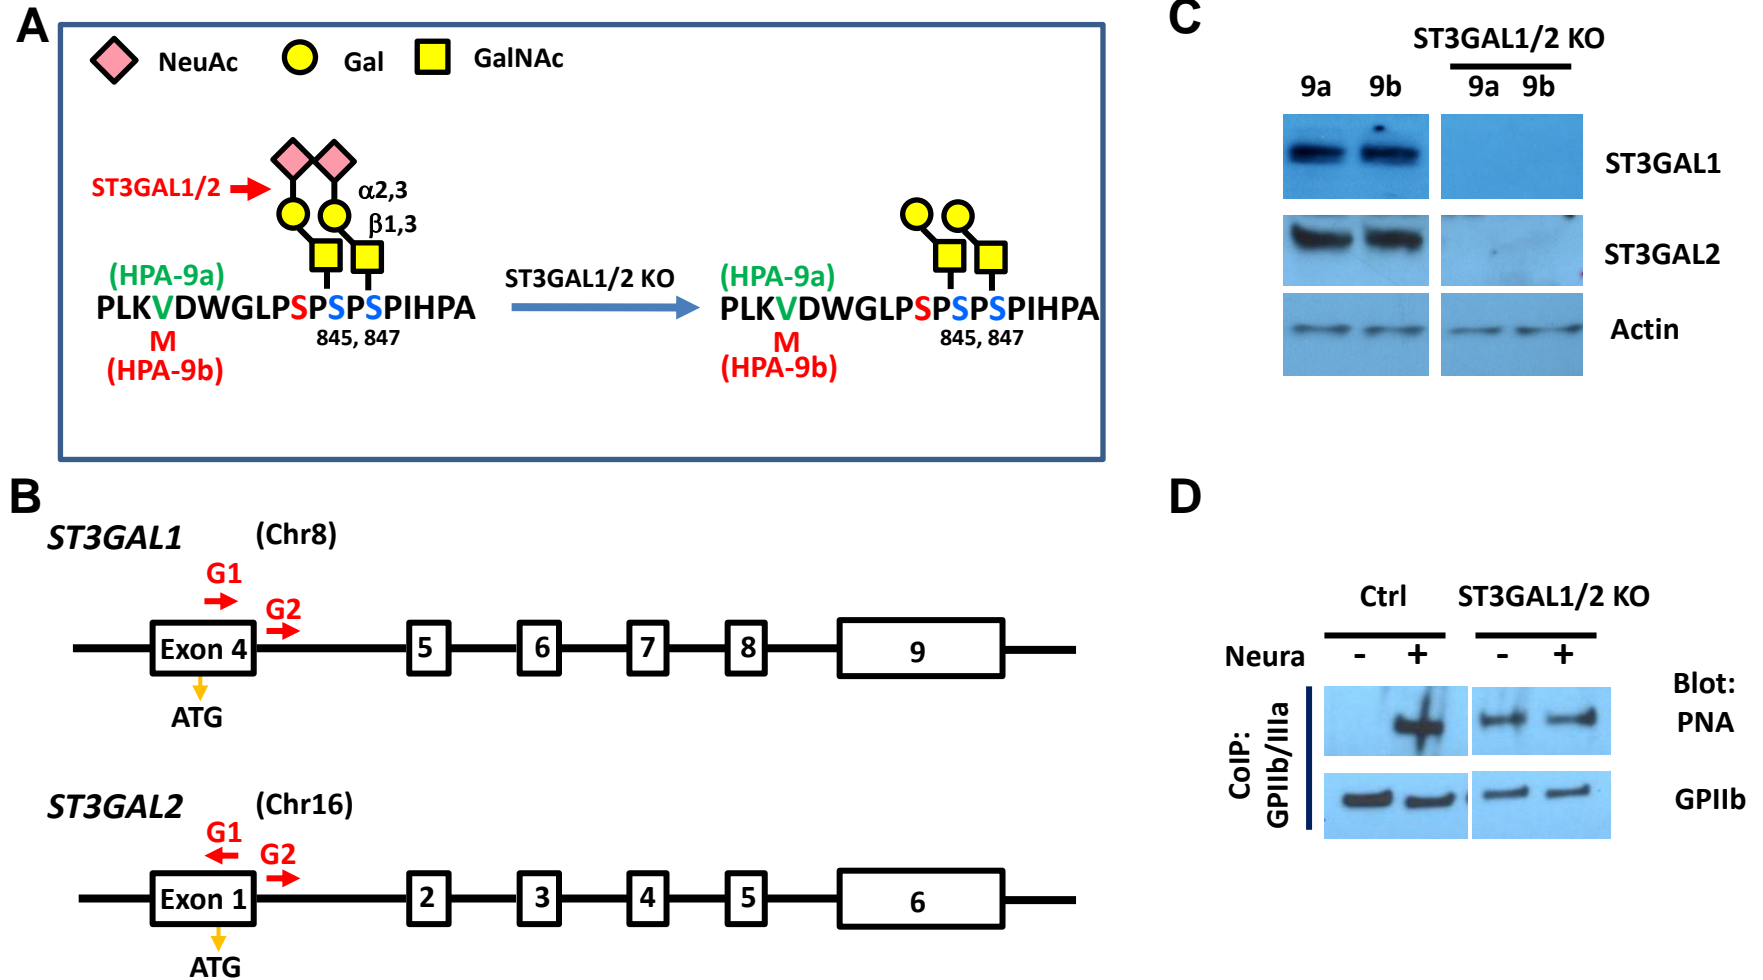 A
NeuAc Gal GalNAc
ST3GAL1/2
α2,3
β1,3
(HPA-9a)
PLKVDWGLPSPSPSPIHPA
M
845, 847
(HPA-9b)
ST3GAL1/2 KO
(HPA-9a)
PLKVDWGLPSPSPSPIHPA
M
845, 847
(HPA-9b)
B
ST3GAL1 (Chr8)
G1
G2
Exon 4 5 6 7 8 9
ATG
ST3GAL2 (Chr16)
G1
G2
Exon 1 2 3 4 5 6
ATG
C
ST3GAL1/2 KO
9a 9b 9a 9b
ST3GAL1
ST3GAL2
Actin
D
Ctrl ST3GAL1/2 KO
Neura - + - +
Blot:
PNA
GPIIb
CoIP:
GPIIb/IIIa